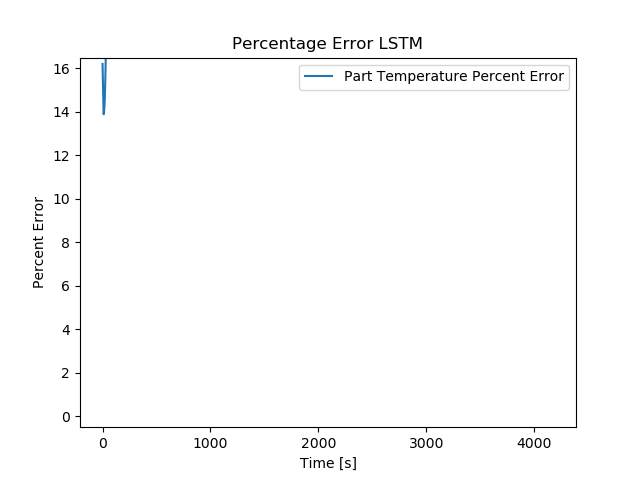 Percentage Error LSTM
Part Temperature Percent Error
Percent Error
16
14
12
10
8
6
4
2
0
0 1000 2000 3000 4000
Time [s]